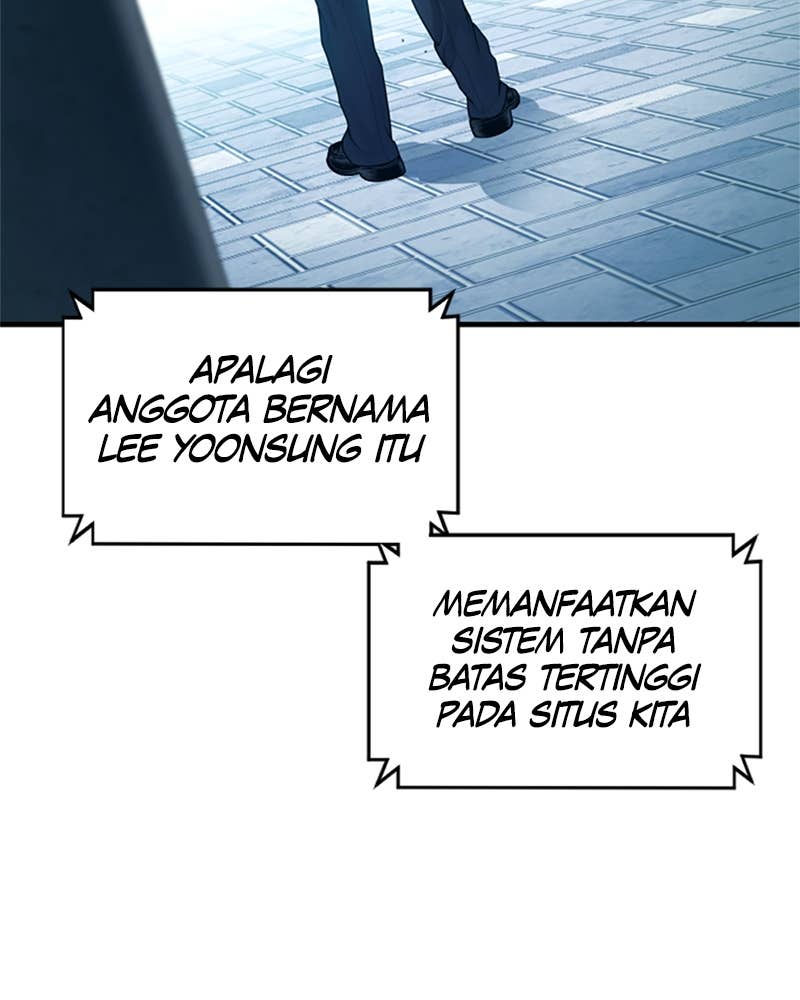 APALAGI
ANGGOTA BERNAMA
LEE YOONSUNG ITU
MEMANFAATKAN
SISTEM TANPA
BATAS TERTINGGI
PADA SITUS KITA